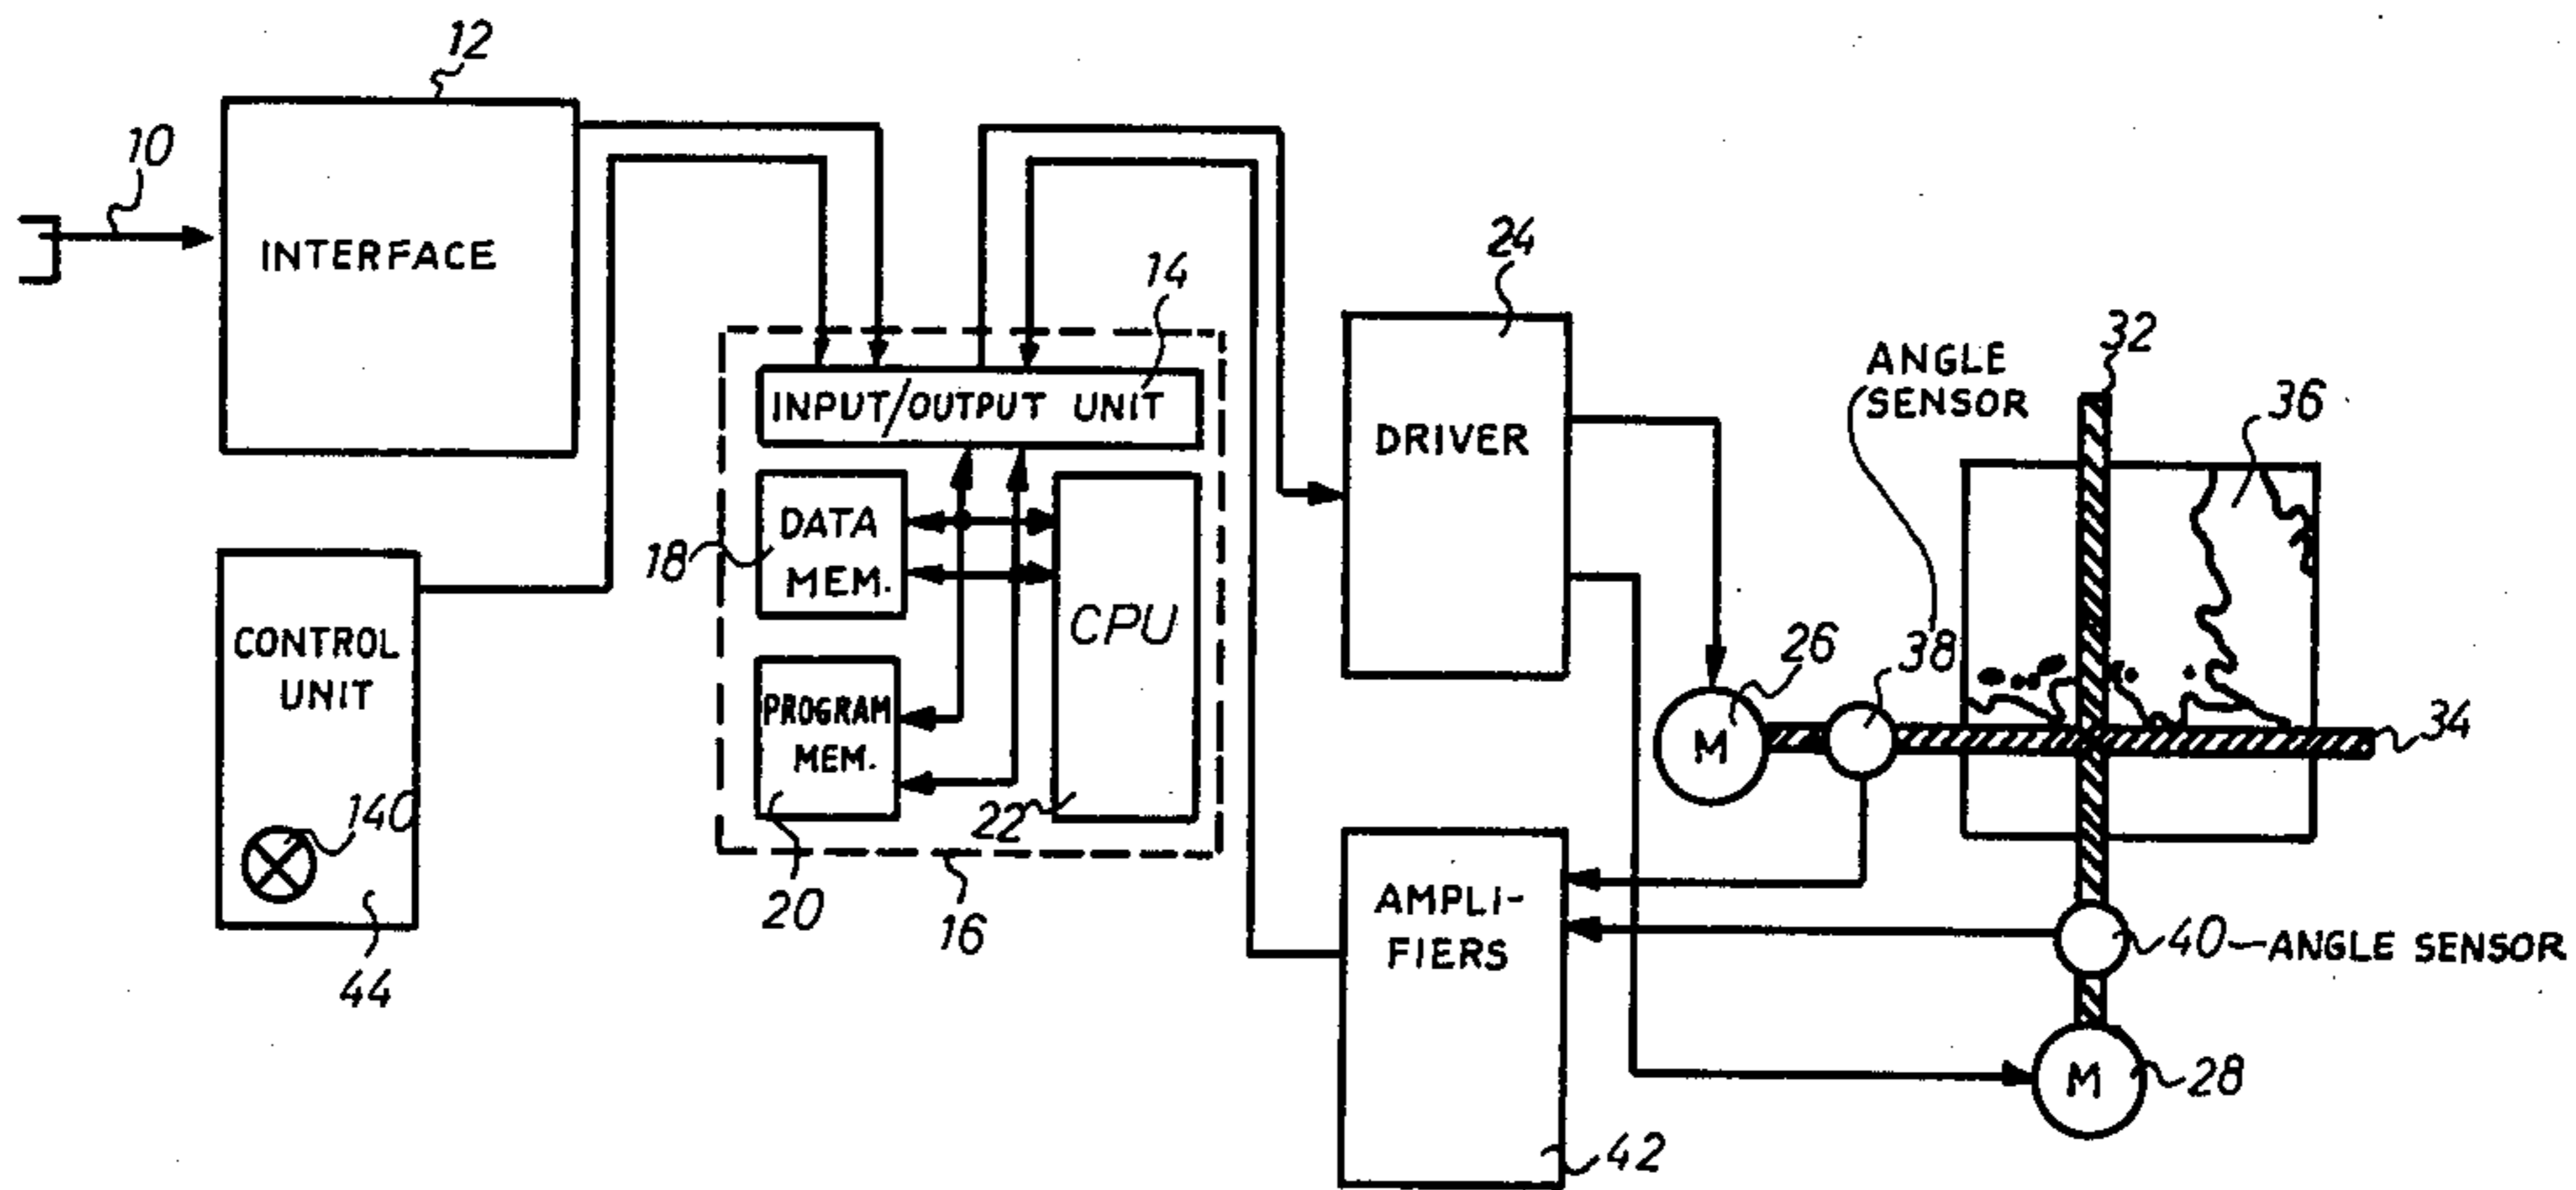 12
10
INTERFACE
14
INPUT/OUTPUT UNIT
24
DRIVER
ANGLE
SENSOR
32
36
18
DATA
MEM.
CPU
CONTROL
UNIT
PROGRAM
MEM.
26
38
M
34
140
22
20
16
44
AMPLI-
FIERS
40
ANGLE SENSOR
M
28
42